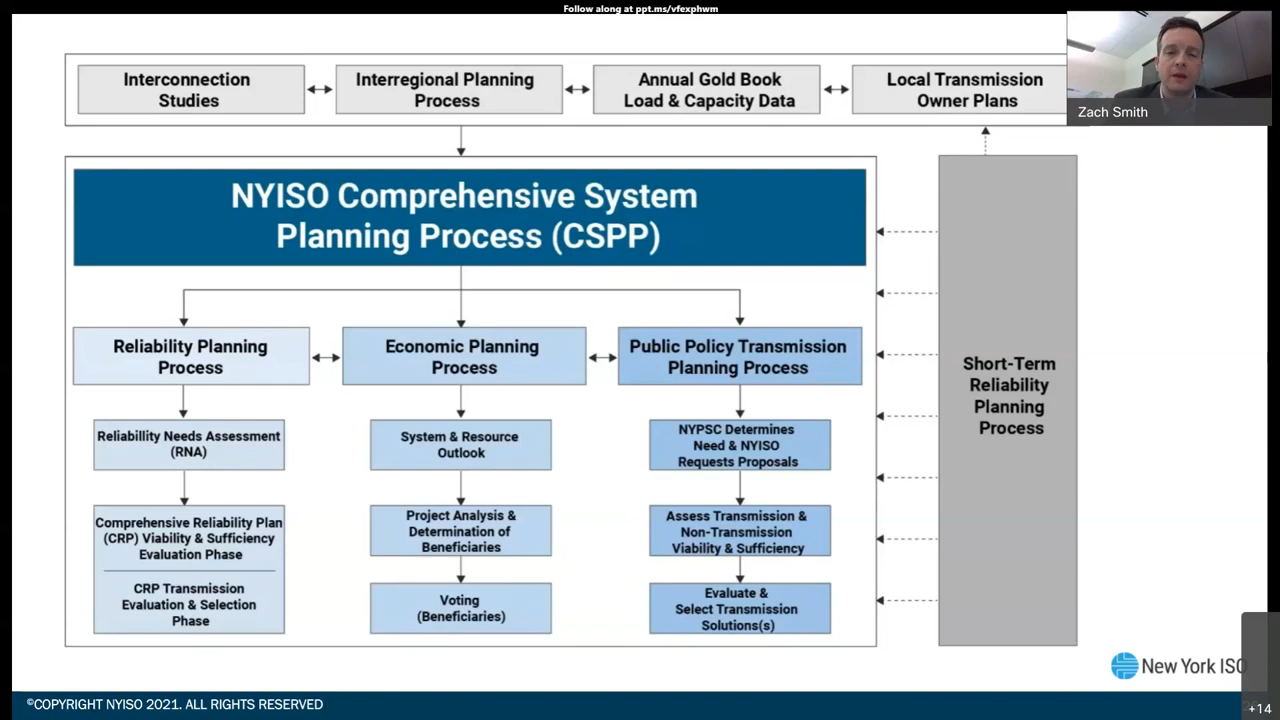 Follow along at ppt.ms/vfexphwm
Interconnection
Studies
Interregional Planning
Process
Annual Gold Book
Load & Capacity Data
Local Transmission
Owner Plans
Zach Smith
NYISO Comprehensive System
Planning Process (CSPP)
Reliability Planning
Process
Economic Planning
Process
Public Policy Transmission
Planning Process
Short-Term
Reliability
Planning
Process
Reliabillity Needs Assessment
(RNA)
System & Resource
Outlook
NYPSC Determines
Need & NYISO
Requests Proposals
Comprehensive Reliability Plan
(CRP) Viability & Sufficiency
Evaluation Phase
CRP Transmission
Evaluation & Selection
Phase
Project Analysis &
Determination of
Beneficiaries
Assess Transmission &
Non-Transmission
Viability & Sufficiency
Voting
(Beneficiaries)
Evaluate &
Select Transmission
Solutions(s)
New York ISO
©COPYRIGHT NYISO 2021. ALL RIGHTS RESERVED
+14